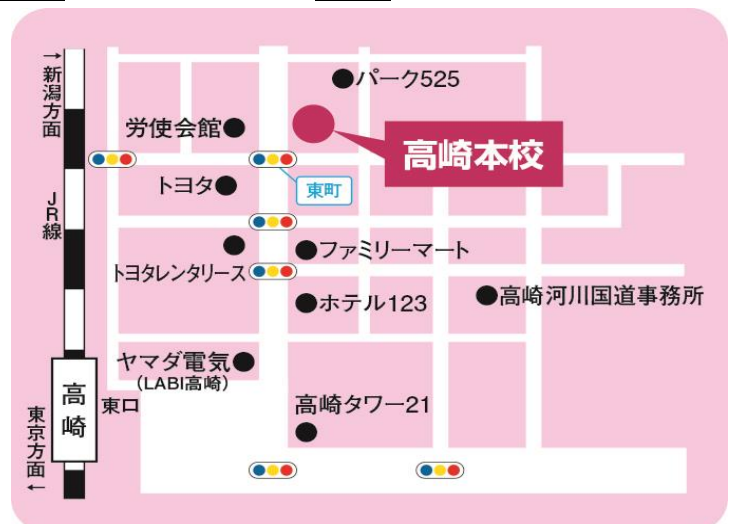 →新潟方面
パーク525
労使会館
高崎本校
東町
トヨタ
JR線
ファミリーマート
トヨタレンタリース
高崎河川国道事務所
ホテル123
ヤマダ電気
(LABI高崎)
高崎
東口
高崎タワー21
東京方面←